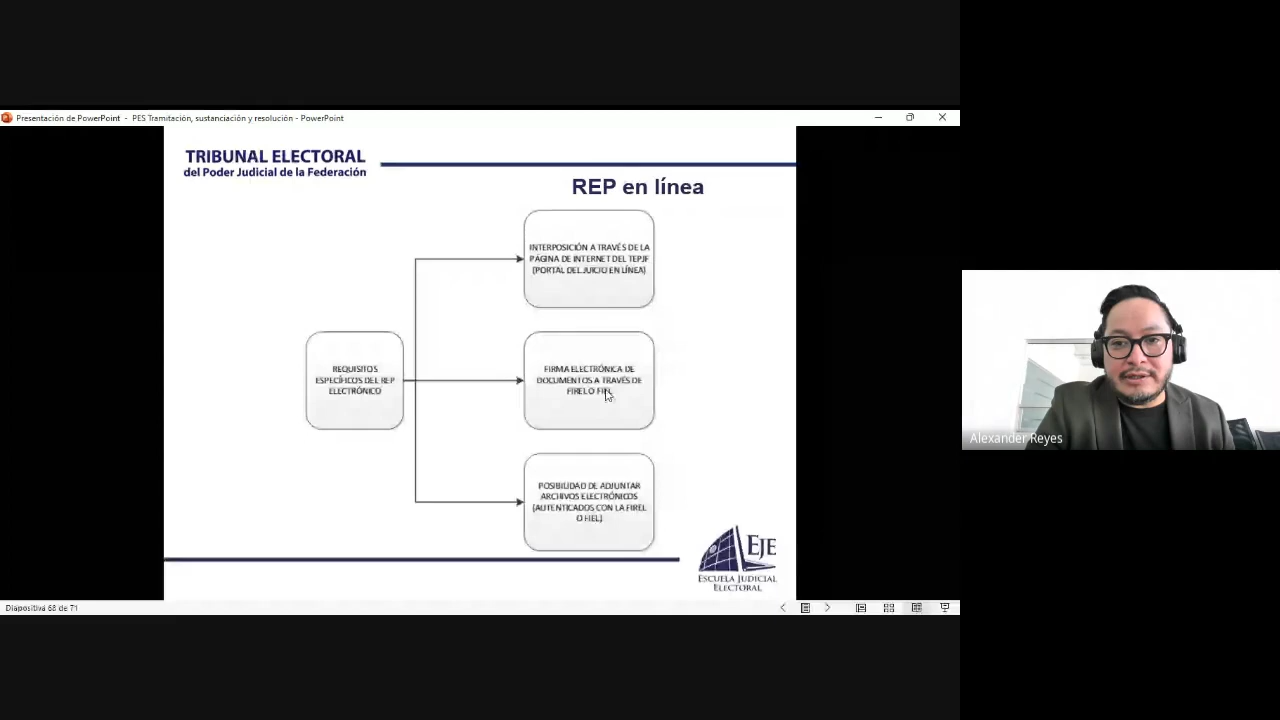 Presentación de PowerPoint - PES Tramitación, sustanciación y resolución - PowerPoint
TRIBUNAL ELECTORAL
del Poder Judicial de la Federación
REP en línea
INTERPOSICIÓN A TRAVÉS DE LA
PÁGINA DE INTERNET DEL TEPJF
(PORTAL DEL JUICIO EN LÍNEA)
REQUISITOS
ESPECÍFICOS DEL REP
ELECTRÓNICO
FIRMA ELECTRÓNICA DE
DOCUMENTOS A TRAVÉS DE
FIREL O FIEL
POSIBILIDAD DE ADJUNTAR
ARCHIVOS ELECTRÓNICOS
(AUTENTICADOS CON LA FIREL
O FIEL)
EJE
ESCUELA JUDICIAL
ELECTORAL
Diapositiva 68 de 71
Alexander Reyes